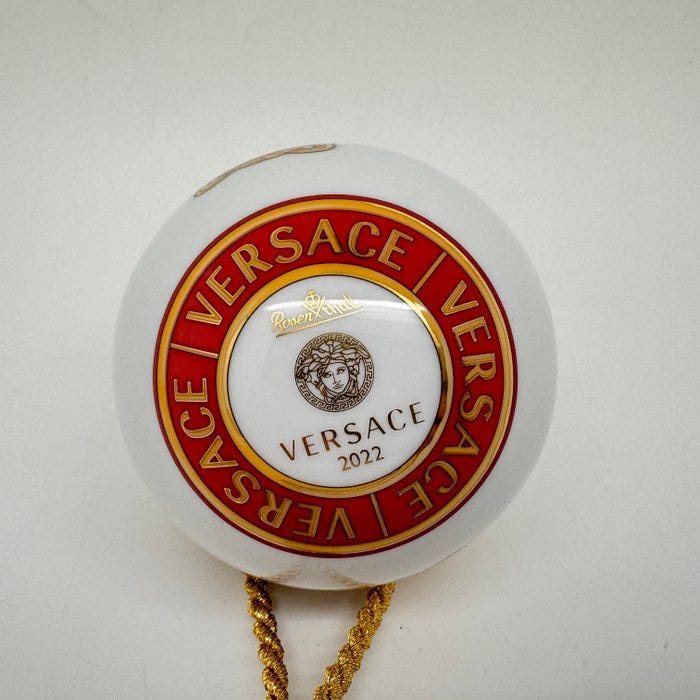 VERSACE | VERSACE | VERSACE | VERSACE |
Rosenthal
VERSACE
2022